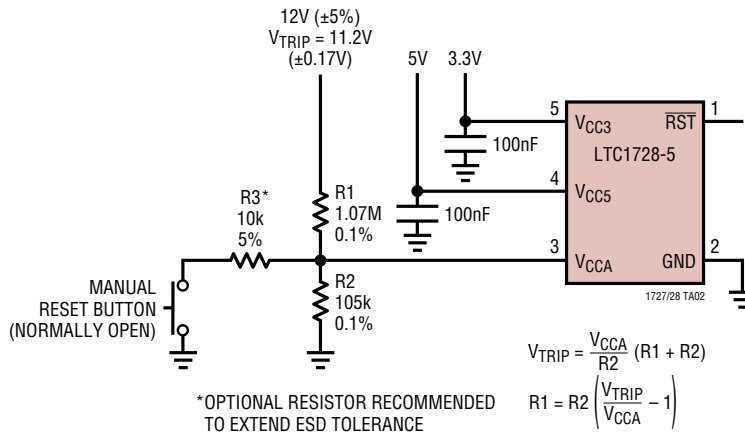 12V (±5%)
VTRIP = 11.2V
(±0.17V)
5V
3.3V
5
VCC3
RST
1
100nF
LTC1728-5
4
VCC5
100nF
R1
1.07M
0.1%
R3*
10k
5%
3
VCCA
GND
2
R2
105k
0.1%
MANUAL
RESET BUTTON
(NORMALLY OPEN)
1727/28 TA02
VTRIP = VCCA/R2 (R1 + R2)
R1 = R2 (VTRIP/VCCA – 1)
*OPTIONAL RESISTOR RECOMMENDED
TO EXTEND ESD TOLERANCE